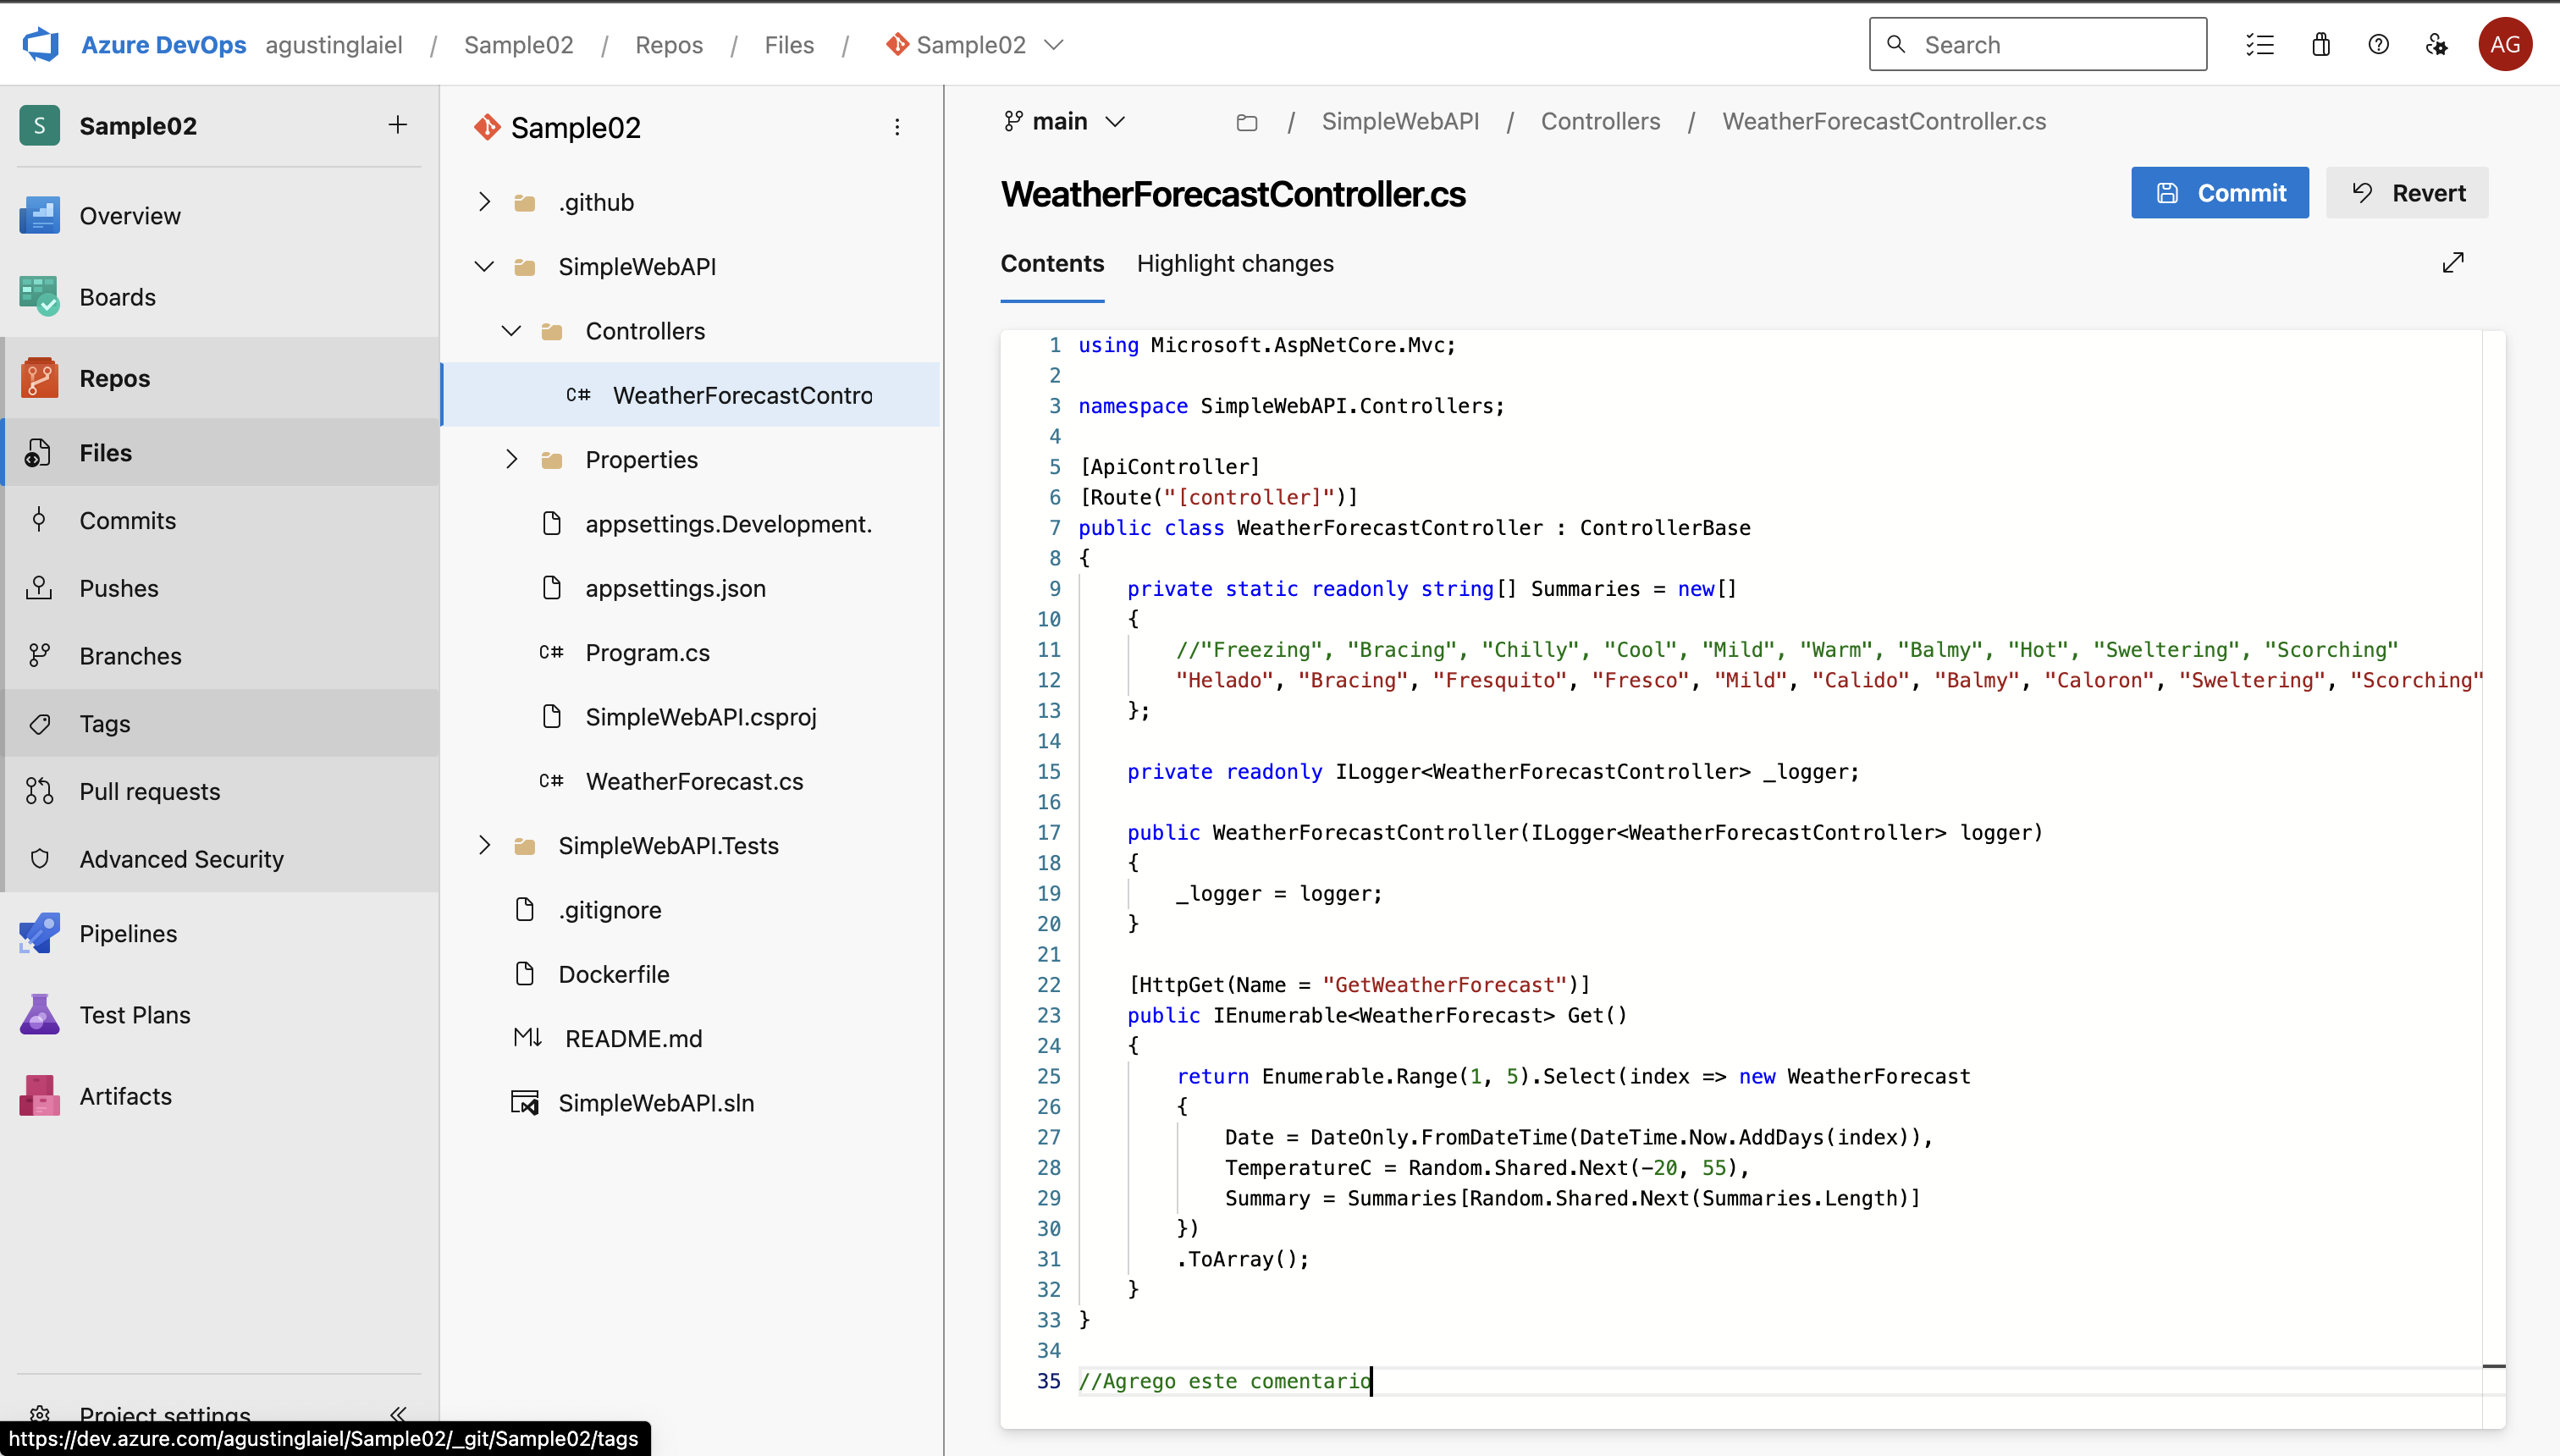 Azure DevOps agustinglaiel / Sample02 / Repos / Files / Sample02
Search
AG
S Sample02
Overview
Boards
Repos
Files
Commits
Pushes
Branches
Tags
Pull requests
Advanced Security
Pipelines
Test Plans
Artifacts
Project settings
https://dev.azure.com/agustinglaiel/Sample02/_git/Sample02/tags
Sample02
.github
SimpleWebAPI
Controllers
C# WeatherForecastContro
Properties
appsettings.Development.
appsettings.json
C# Program.cs
SimpleWebAPI.csproj
C# WeatherForecast.cs
SimpleWebAPI.Tests
.gitignore
Dockerfile
M↓ README.md
SimpleWebAPI.sln
main / SimpleWebAPI / Controllers / WeatherForecastController.cs
WeatherForecastController.cs
Commit
Revert
Contents Highlight changes
1 using Microsoft.AspNetCore.Mvc;
2
3 namespace SimpleWebAPI.Controllers;
4
5 [ApiController]
6 [Route("[controller]")]
7 public class WeatherForecastController : ControllerBase
8 {
9 private static readonly string[] Summaries = new[]
10 {
11 //"Freezing", "Bracing", "Chilly", "Cool", "Mild", "Warm", "Balmy", "Hot", "Sweltering", "Scorching"
12 "Helado", "Bracing", "Fresquito", "Fresco", "Mild", "Calido", "Balmy", "Caloron", "Sweltering", "Scorching"
13 };
14
15 private readonly ILogger<WeatherForecastController> _logger;
16
17 public WeatherForecastController(ILogger<WeatherForecastController> logger)
18 {
19 _logger = logger;
20 }
21
22 [HttpGet(Name = "GetWeatherForecast")]
23 public IEnumerable<WeatherForecast> Get()
24 {
25 return Enumerable.Range(1, 5).Select(index => new WeatherForecast
26 {
27 Date = DateOnly.FromDateTime(DateTime.Now.AddDays(index)),
28 TemperatureC = Random.Shared.Next(-20, 55),
29 Summary = Summaries[Random.Shared.Next(Summaries.Length)]
30 })
31 .ToArray();
32 }
33 }
34
35 //Agrego este comentario